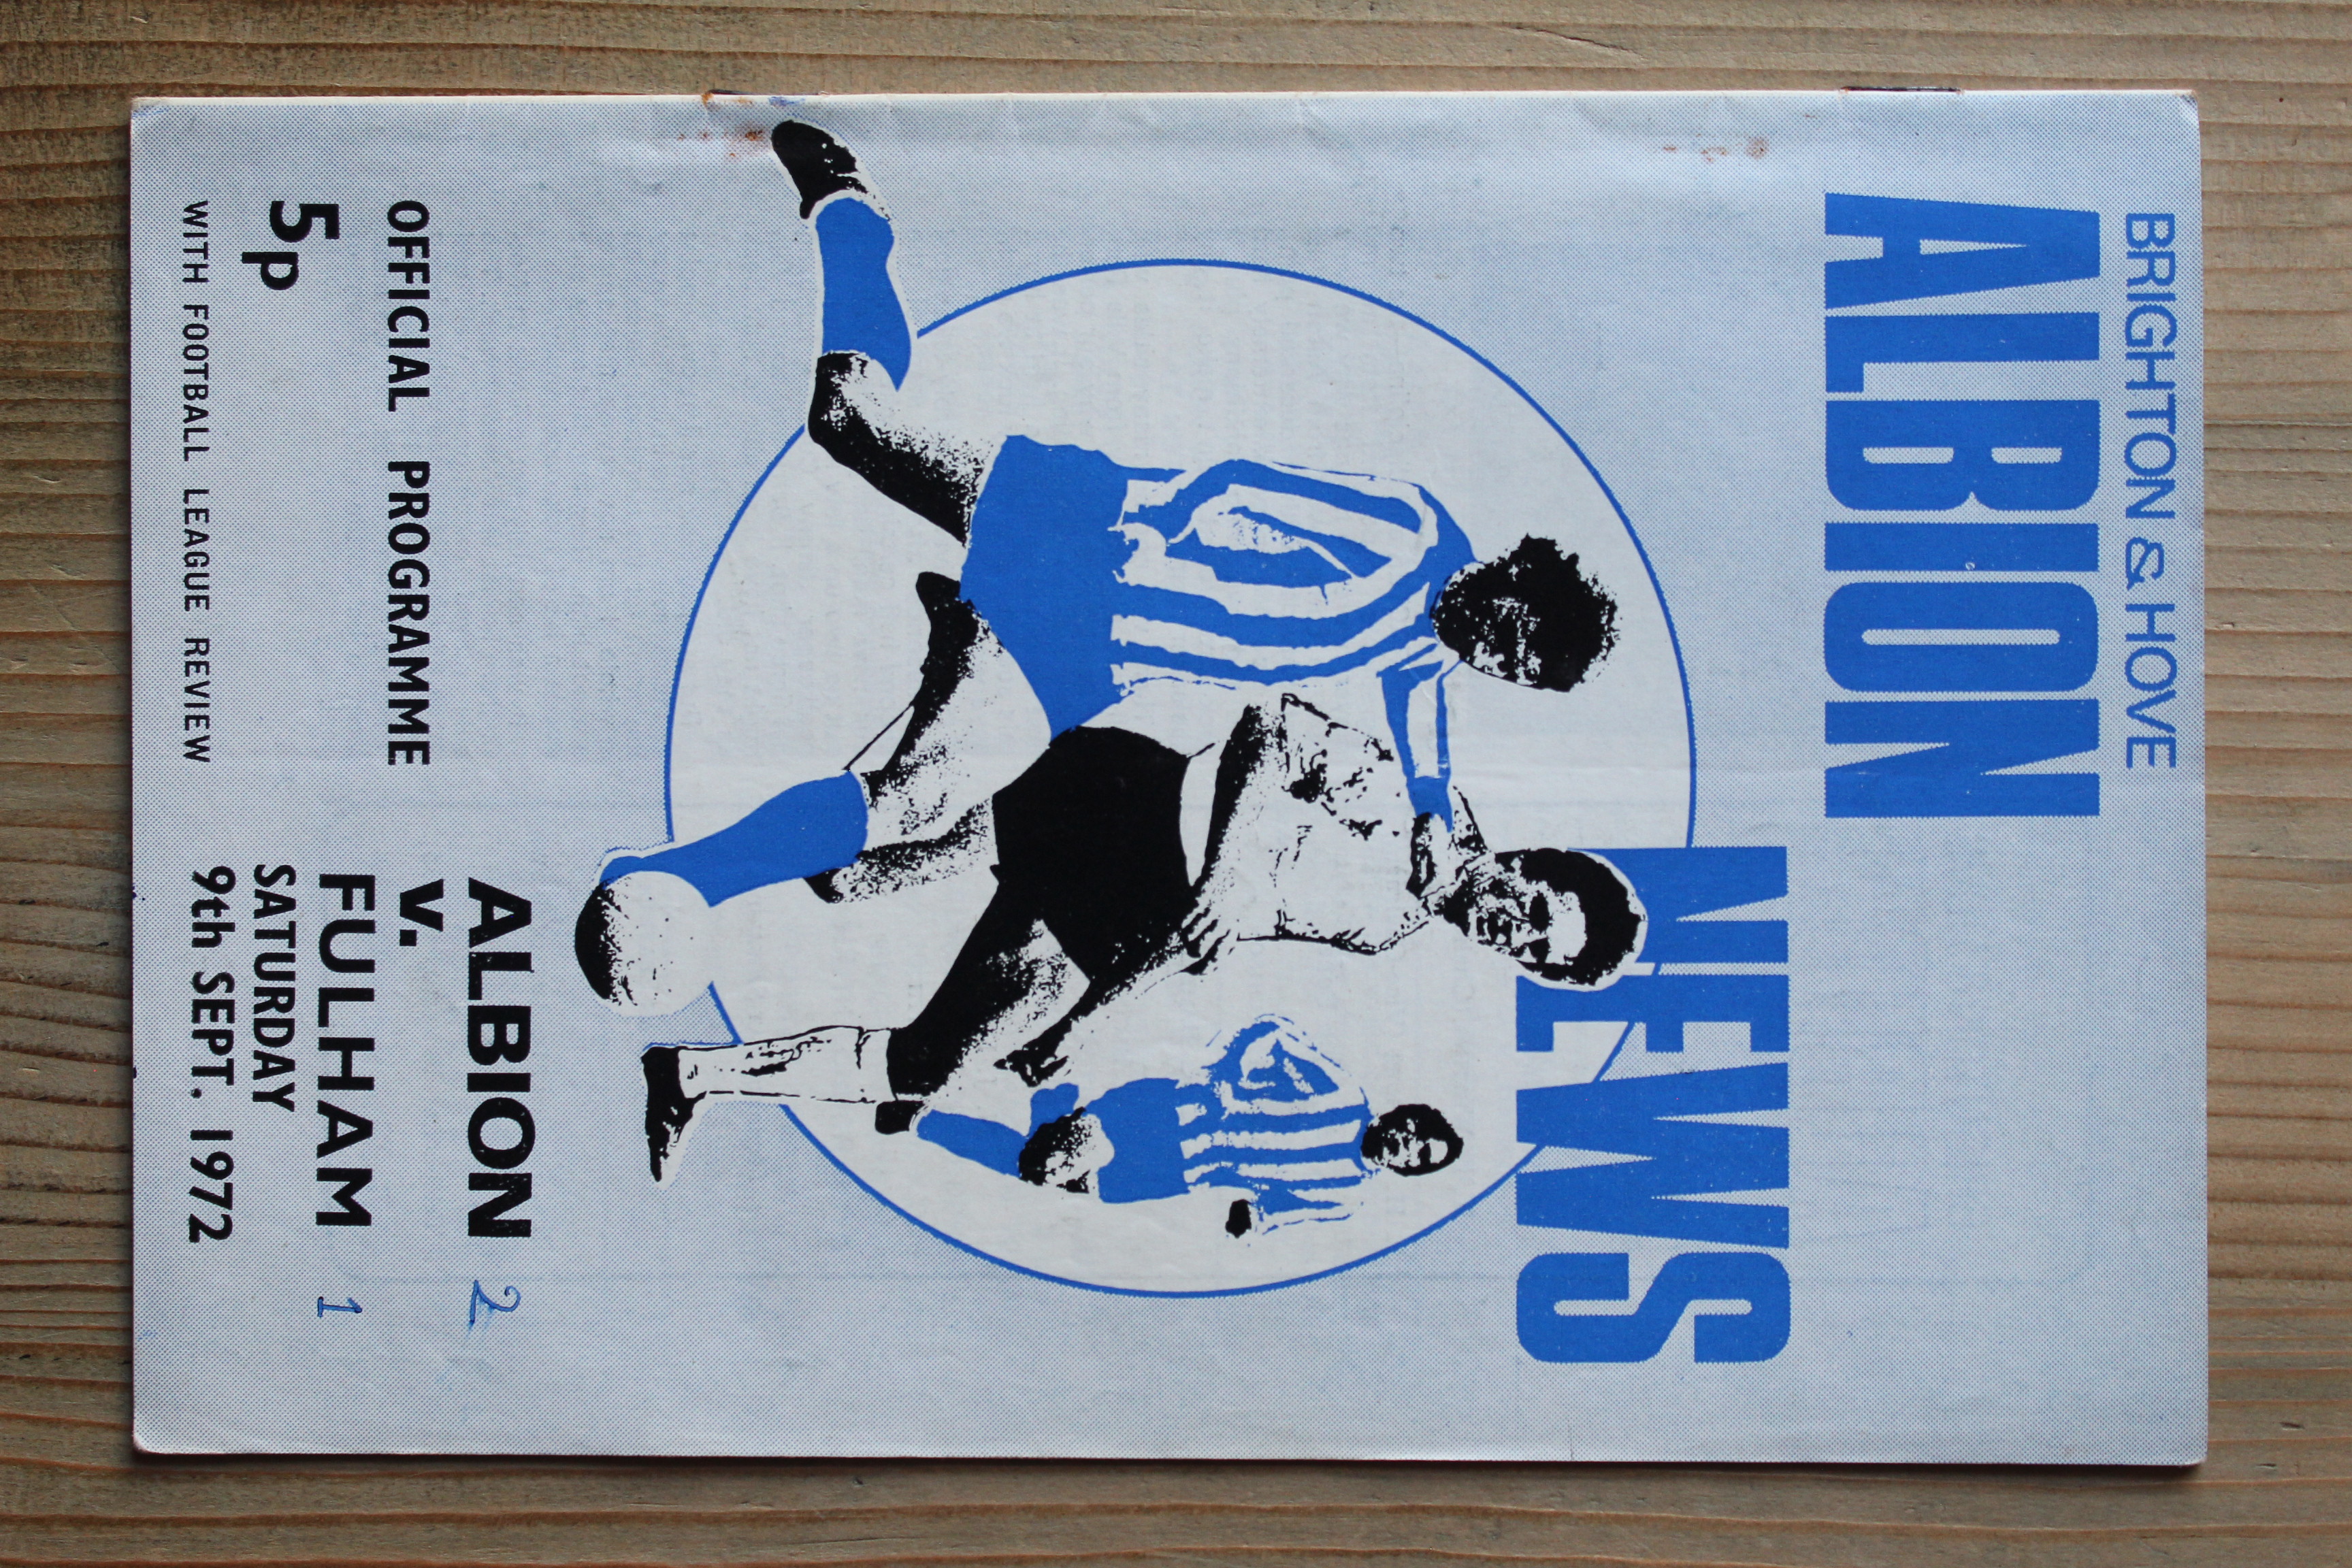 BRIGHTON & HOVE
ALBION
NEWS
OFFICIAL PROGRAMME
5p
WITH FOOTBALL LEAGUE REVIEW
ALBION 2
v.
FULHAM 1
SATURDAY
9th SEPT. 1972